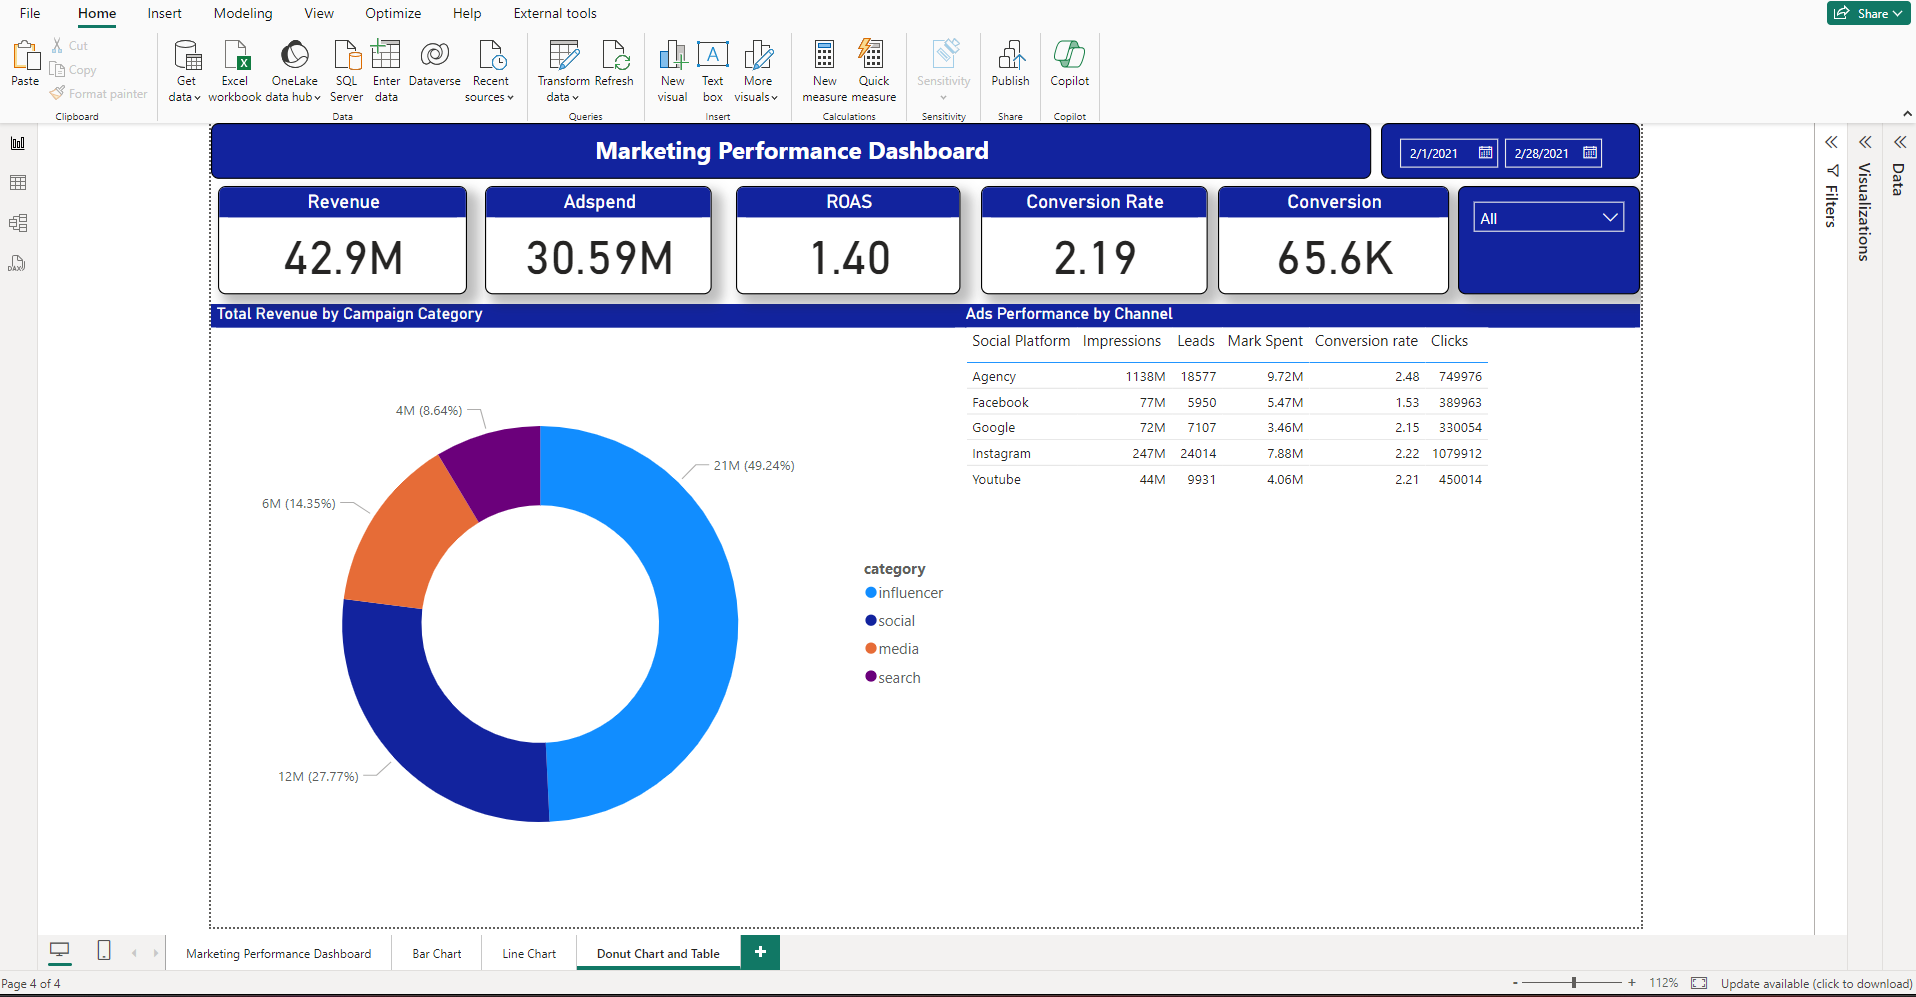 File Home Insert Modeling View Optimize Help External tools Share
Paste Cut Copy Format painter
Clipboard
Get data Excel workbook OneLake data hub SQL Server Enter data Dataverse Recent sources
Data
Transform data Refresh
Queries
New visual Text box More visuals
Insert
New measure Quick measure
Calculations
Sensitivity
Sensitivity
Publish
Share
Copilot
Copilot
Marketing Performance Dashboard
2/1/2021 2/28/2021
Revenue
42.9M
Adspend
30.59M
ROAS
1.40
Conversion Rate
2.19
Conversion
65.6K
All
Filters
Visualizations
Data
Total Revenue by Campaign Category
4M (8.64%)
21M (49.24%)
6M (14.35%)
12M (27.77%)
category
influencer
social
media
search
Ads Performance by Channel
Social Platform Impressions Leads Mark Spent Conversion rate Clicks
Agency 1138M 18577 9.72M 2.48 749976
Facebook 77M 5950 5.47M 1.53 389963
Google 72M 7107 3.46M 2.15 330054
Instagram 247M 24014 7.88M 2.22 1079912
Youtube 44M 9931 4.06M 2.21 450014
DAX
Marketing Performance Dashboard Bar Chart Line Chart Donut Chart and Table +
Page 4 of 4
- + 112% Update available (click to download)